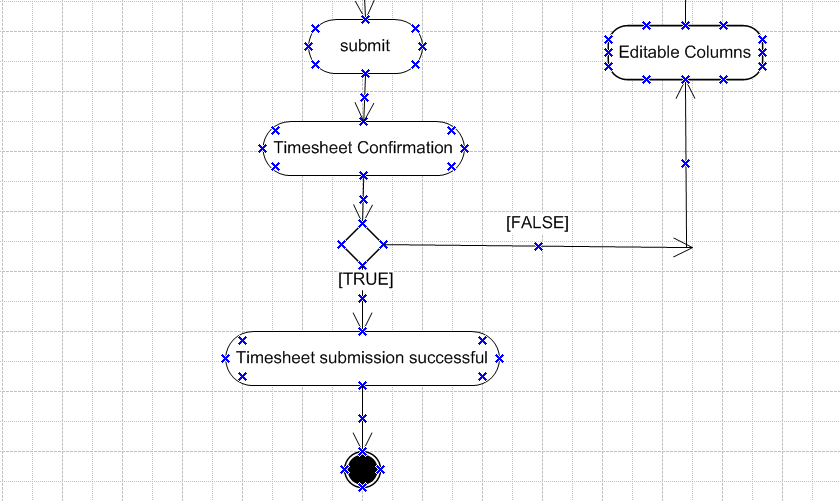 submit
Editable Columns
Timesheet Confirmation
[FALSE]
[TRUE]
Timesheet submission successful